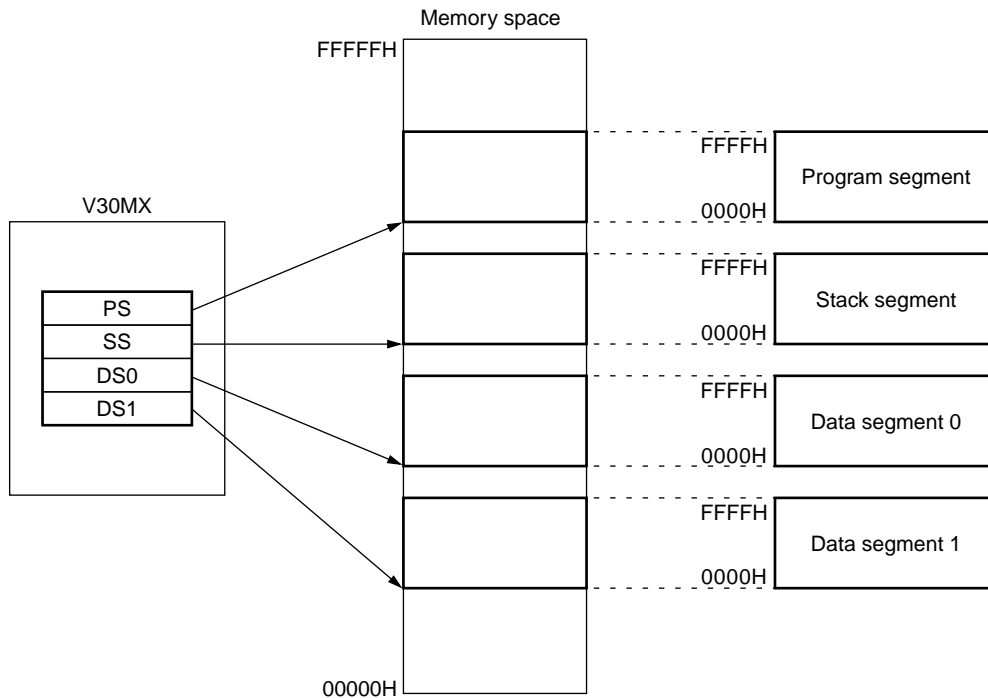 Memory space
FFFFFH
FFFFH
Program segment
0000H
V30MX
PS
SS
DS0
DS1
FFFFH
Stack segment
0000H
FFFFH
Data segment 0
0000H
FFFFH
Data segment 1
0000H
00000H